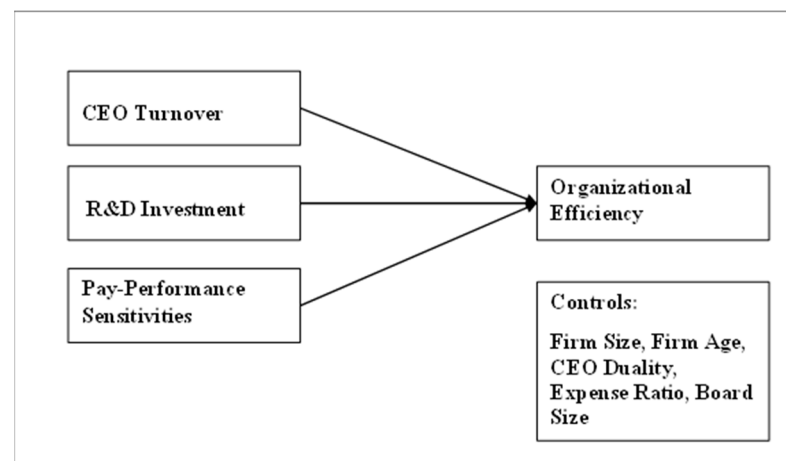 CEO Turnover
R&D Investment
Pay-Performance
Sensitivities
Organizational
Efficiency
Controls:
Firm Size, Firm Age,
CEO Duality,
Expense Ratio, Board
Size